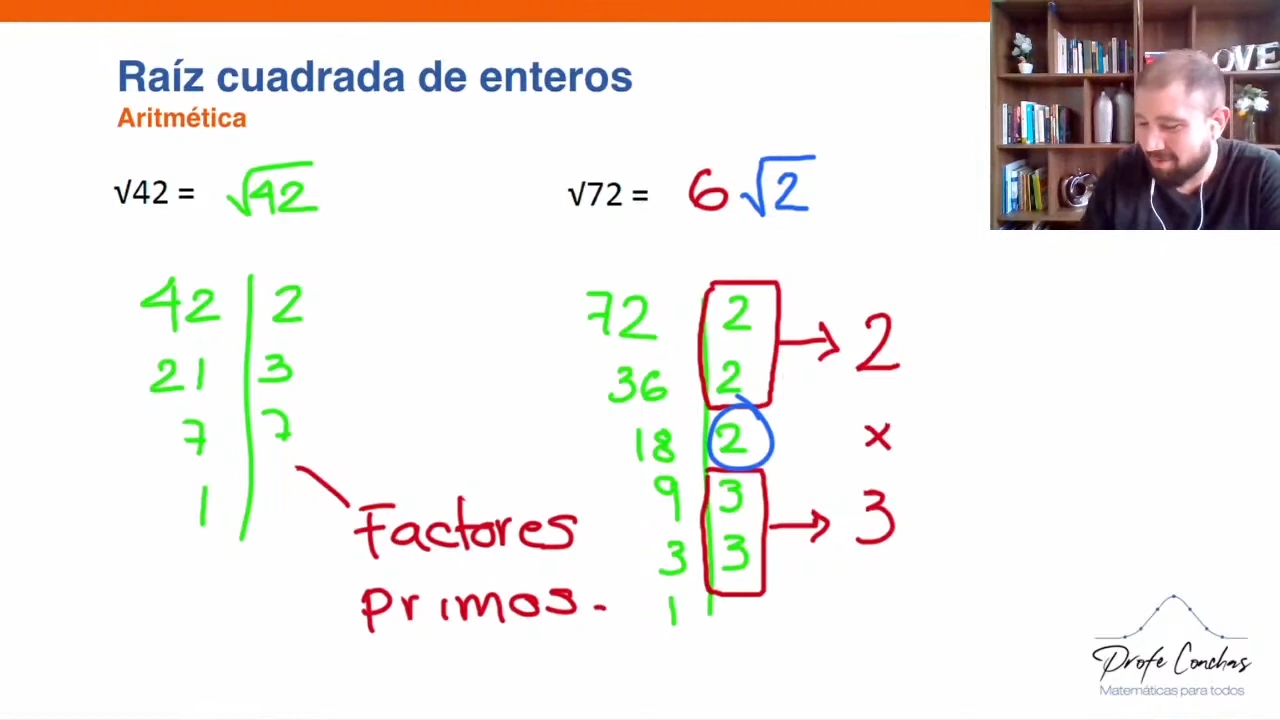 Raíz cuadrada de enteros
Aritmética
√42 = √42
42 2
21 3
7 7
1
Factores
primos.
√72 = 6 √2
72 2 → 2
36 2
18 2 ×
9 3 → 3
3 3
1
OVE
Profe Conchas
Matemáticas para todos